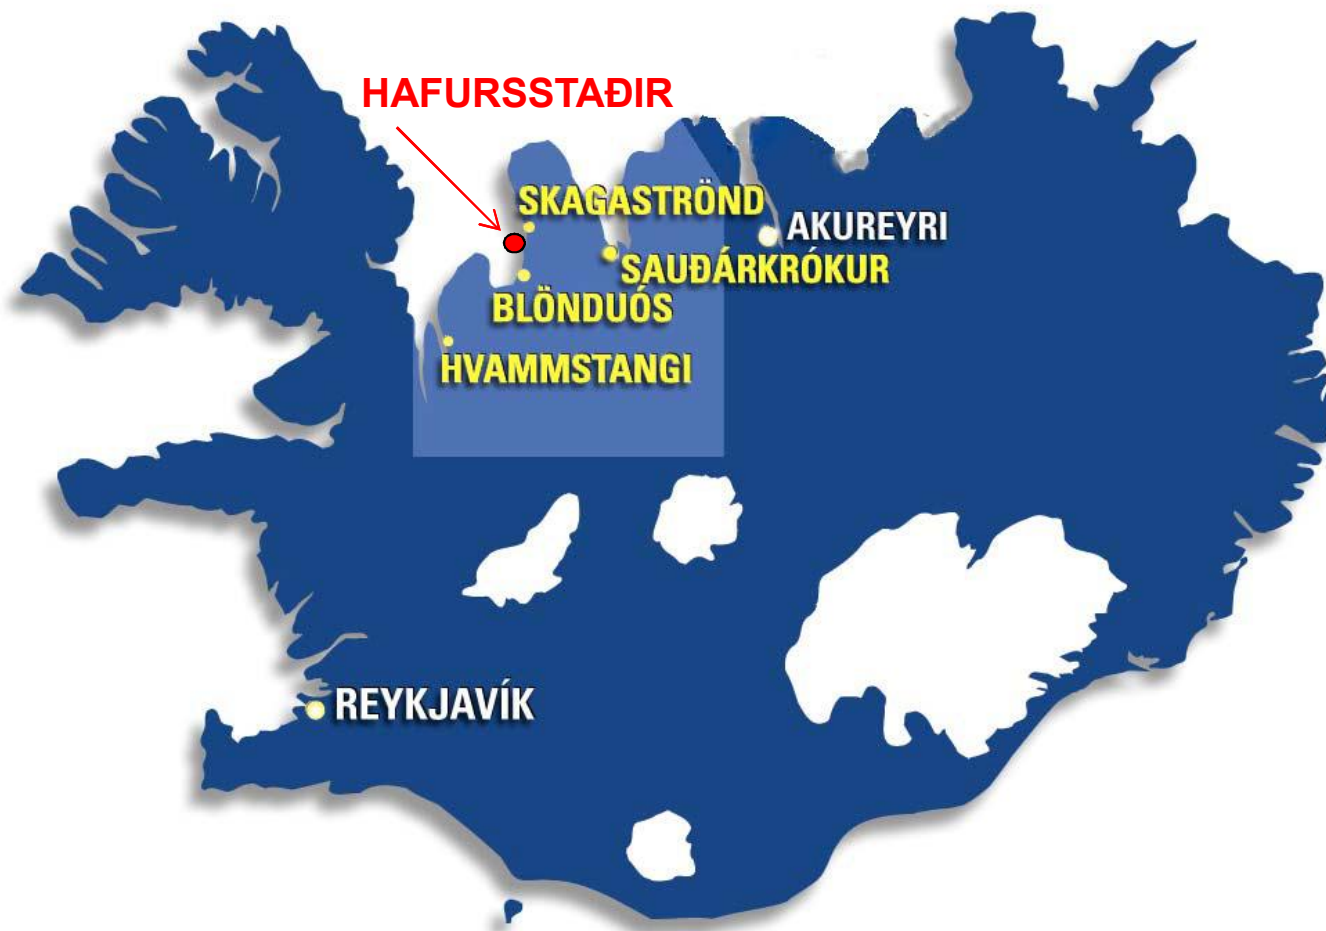 HAFURSSTAÐIR
SKAGASTRÖND
AKUREYRI
SAUÐÁRKRÓKUR
BLÖNDUÓS
HVAMMSTANGI
REYKJAVÍK